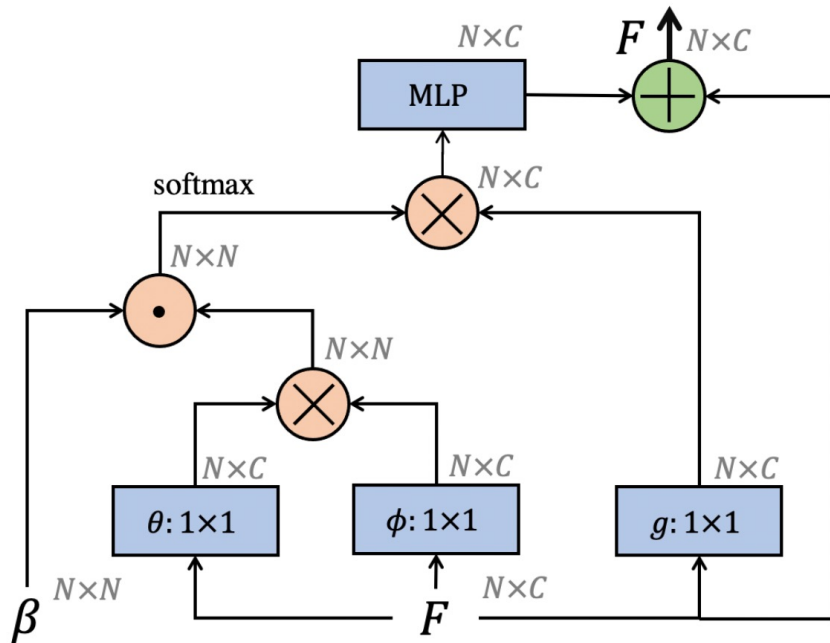 N×C
F N×C
MLP
softmax
N×C
N×N
N×N
N×C
N×C
N×C
θ: 1×1
ϕ: 1×1
g: 1×1
β N×N
F N×C